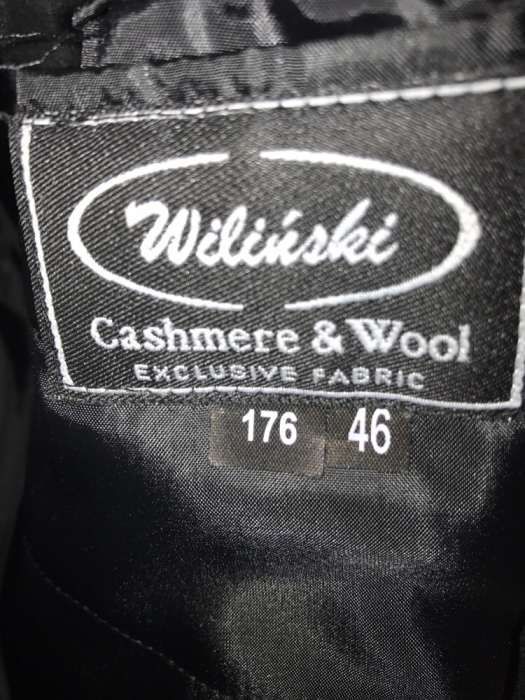 Wiliński
Cashmere & Wool
EXCLUSIVE FABRIC
176 46